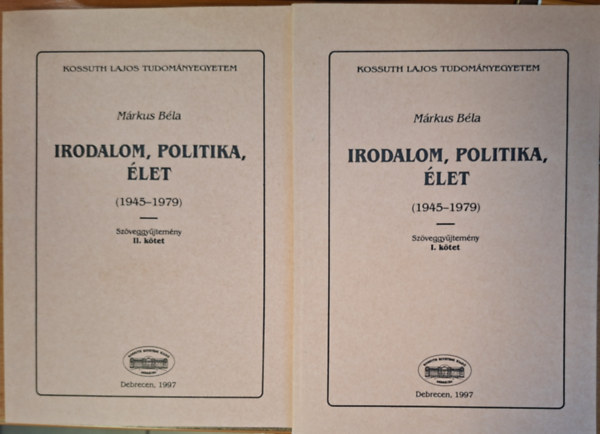 KOSSUTH LAJOS TUDOMÁNYEGYETEM
Márkus Béla
IRODALOM, POLITIKA,
ÉLET
(1945–1979)
Szöveggyűjtemény
II. kötet
Debrecen, 1997
KOSSUTH LAJOS TUDOMÁNYEGYETEM
Márkus Béla
IRODALOM, POLITIKA,
ÉLET
(1945–1979)
Szöveggyűjtemény
I. kötet
Debrecen, 1997